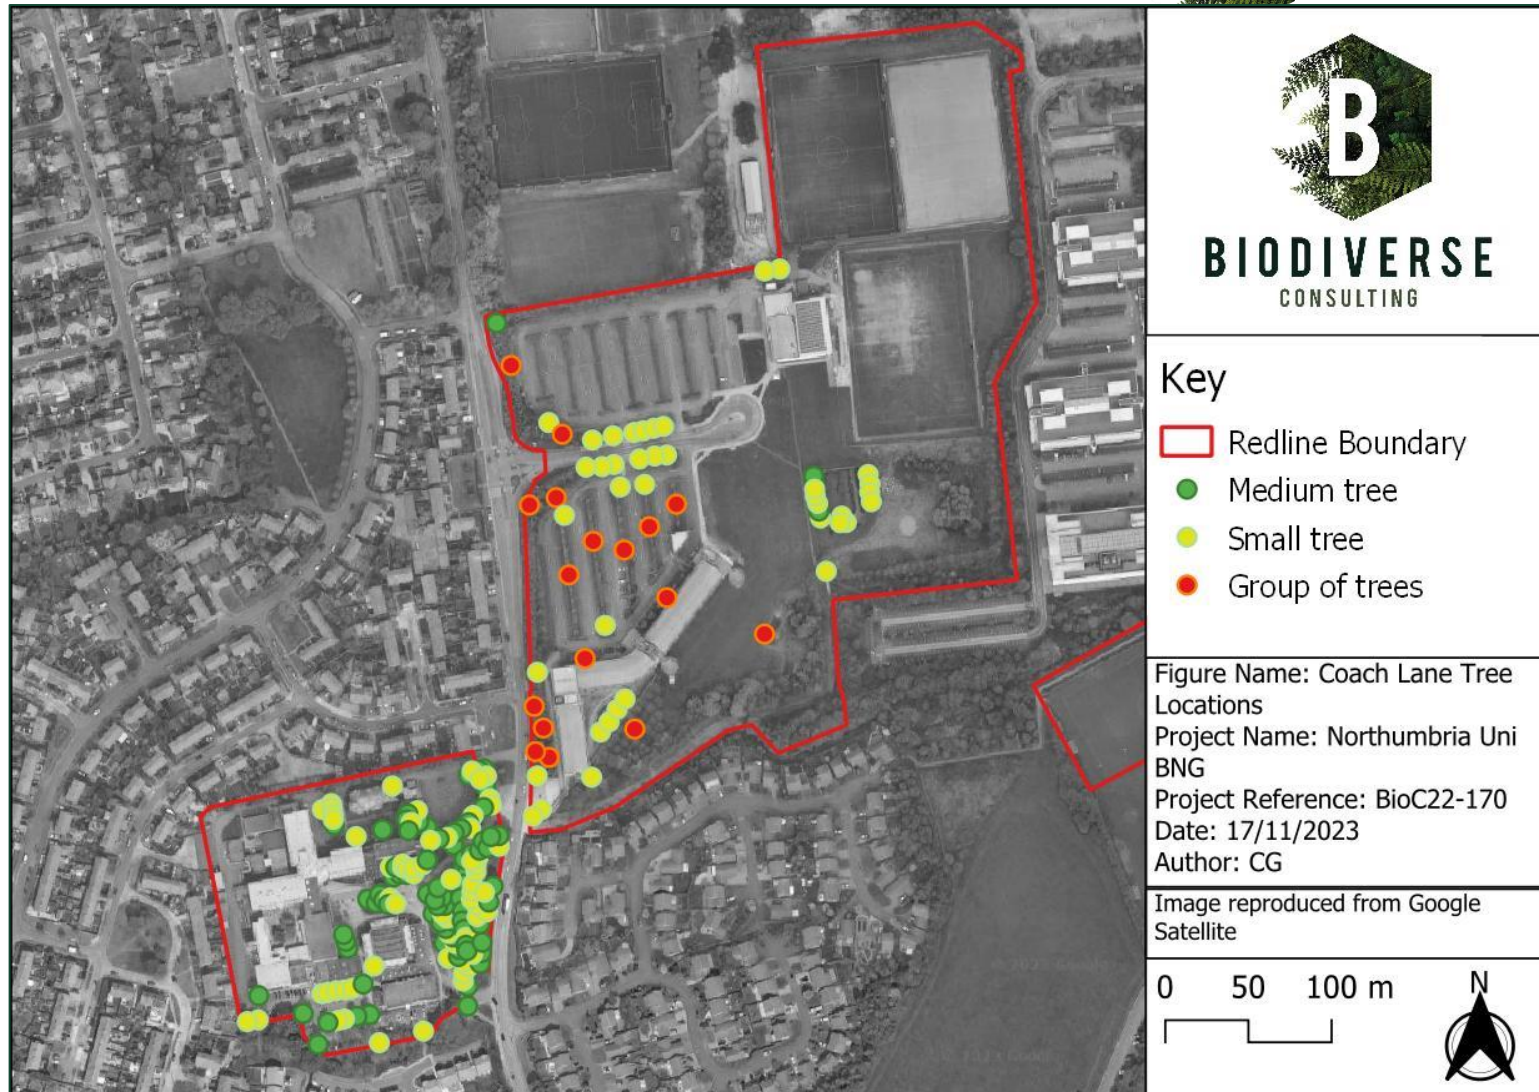 B
BIODIVERSE
CONSULTING
Key
Redline Boundary
Medium tree
Small tree
Group of trees
Figure Name: Coach Lane Tree
Locations
Project Name: Northumbria Uni
BNG
Project Reference: BioC22-170
Date: 17/11/2023
Author: CG
Image reproduced from Google
Satellite
0 50 100 m
N